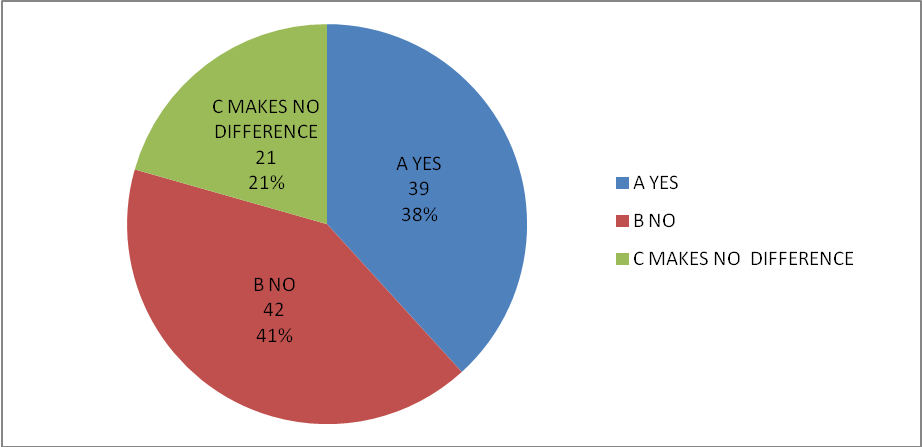 C MAKES NO
DIFFERENCE
21
21%
A YES
39
38%
B NO
42
41%
A YES
B NO
C MAKES NO  DIFFERENCE